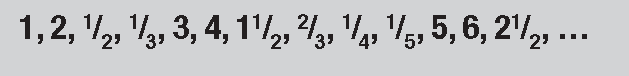 1, 2, ¹/₂, ¹/₃, 3, 4, 1¹/₂, ²/₃, ¹/₄, ¹/₅, 5, 6, 2¹/₂, …